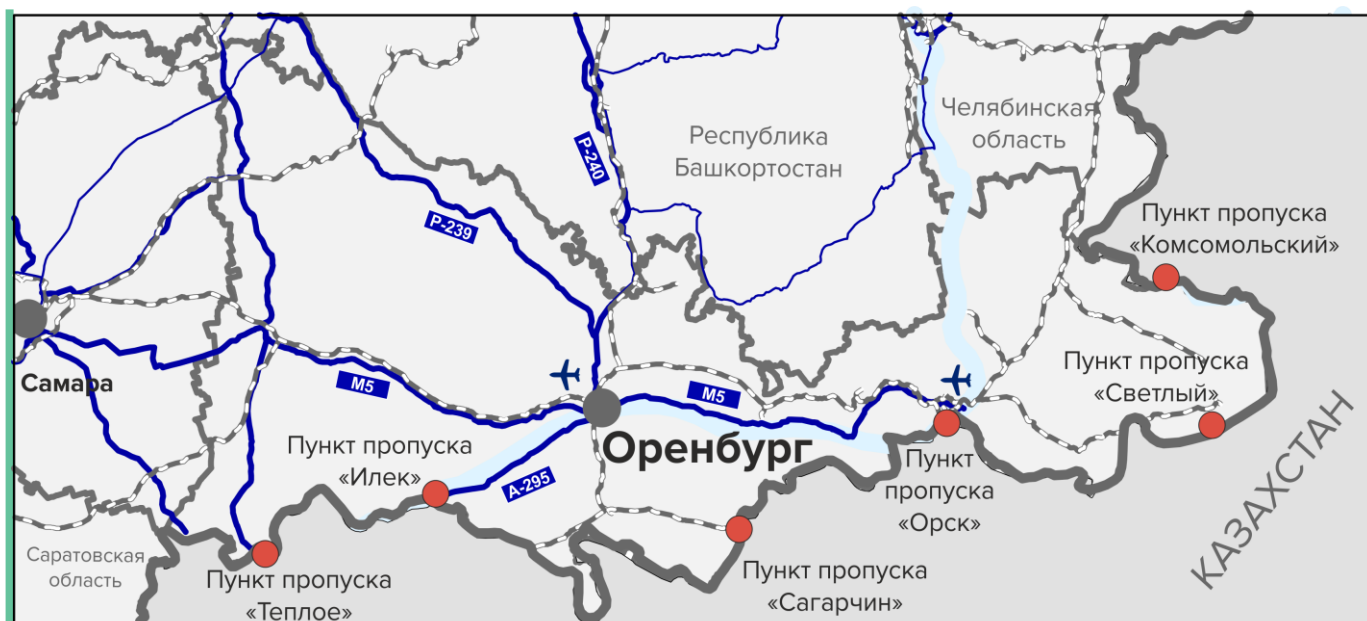 Челябинская
область
Республика
Башкортостан
Р-240
Р-239
Пункт пропуска
«Комсомольский»
Самара
М5
М5
Пункт пропуска
«Светлый»
Оренбург
Пункт пропуска
«Илек»
А-295
Пункт
пропуска
«Орск»
КАЗАХСТАН
Саратовская
область
Пункт пропуска
«Теплое»
Пункт пропуска
«Сагарчин»